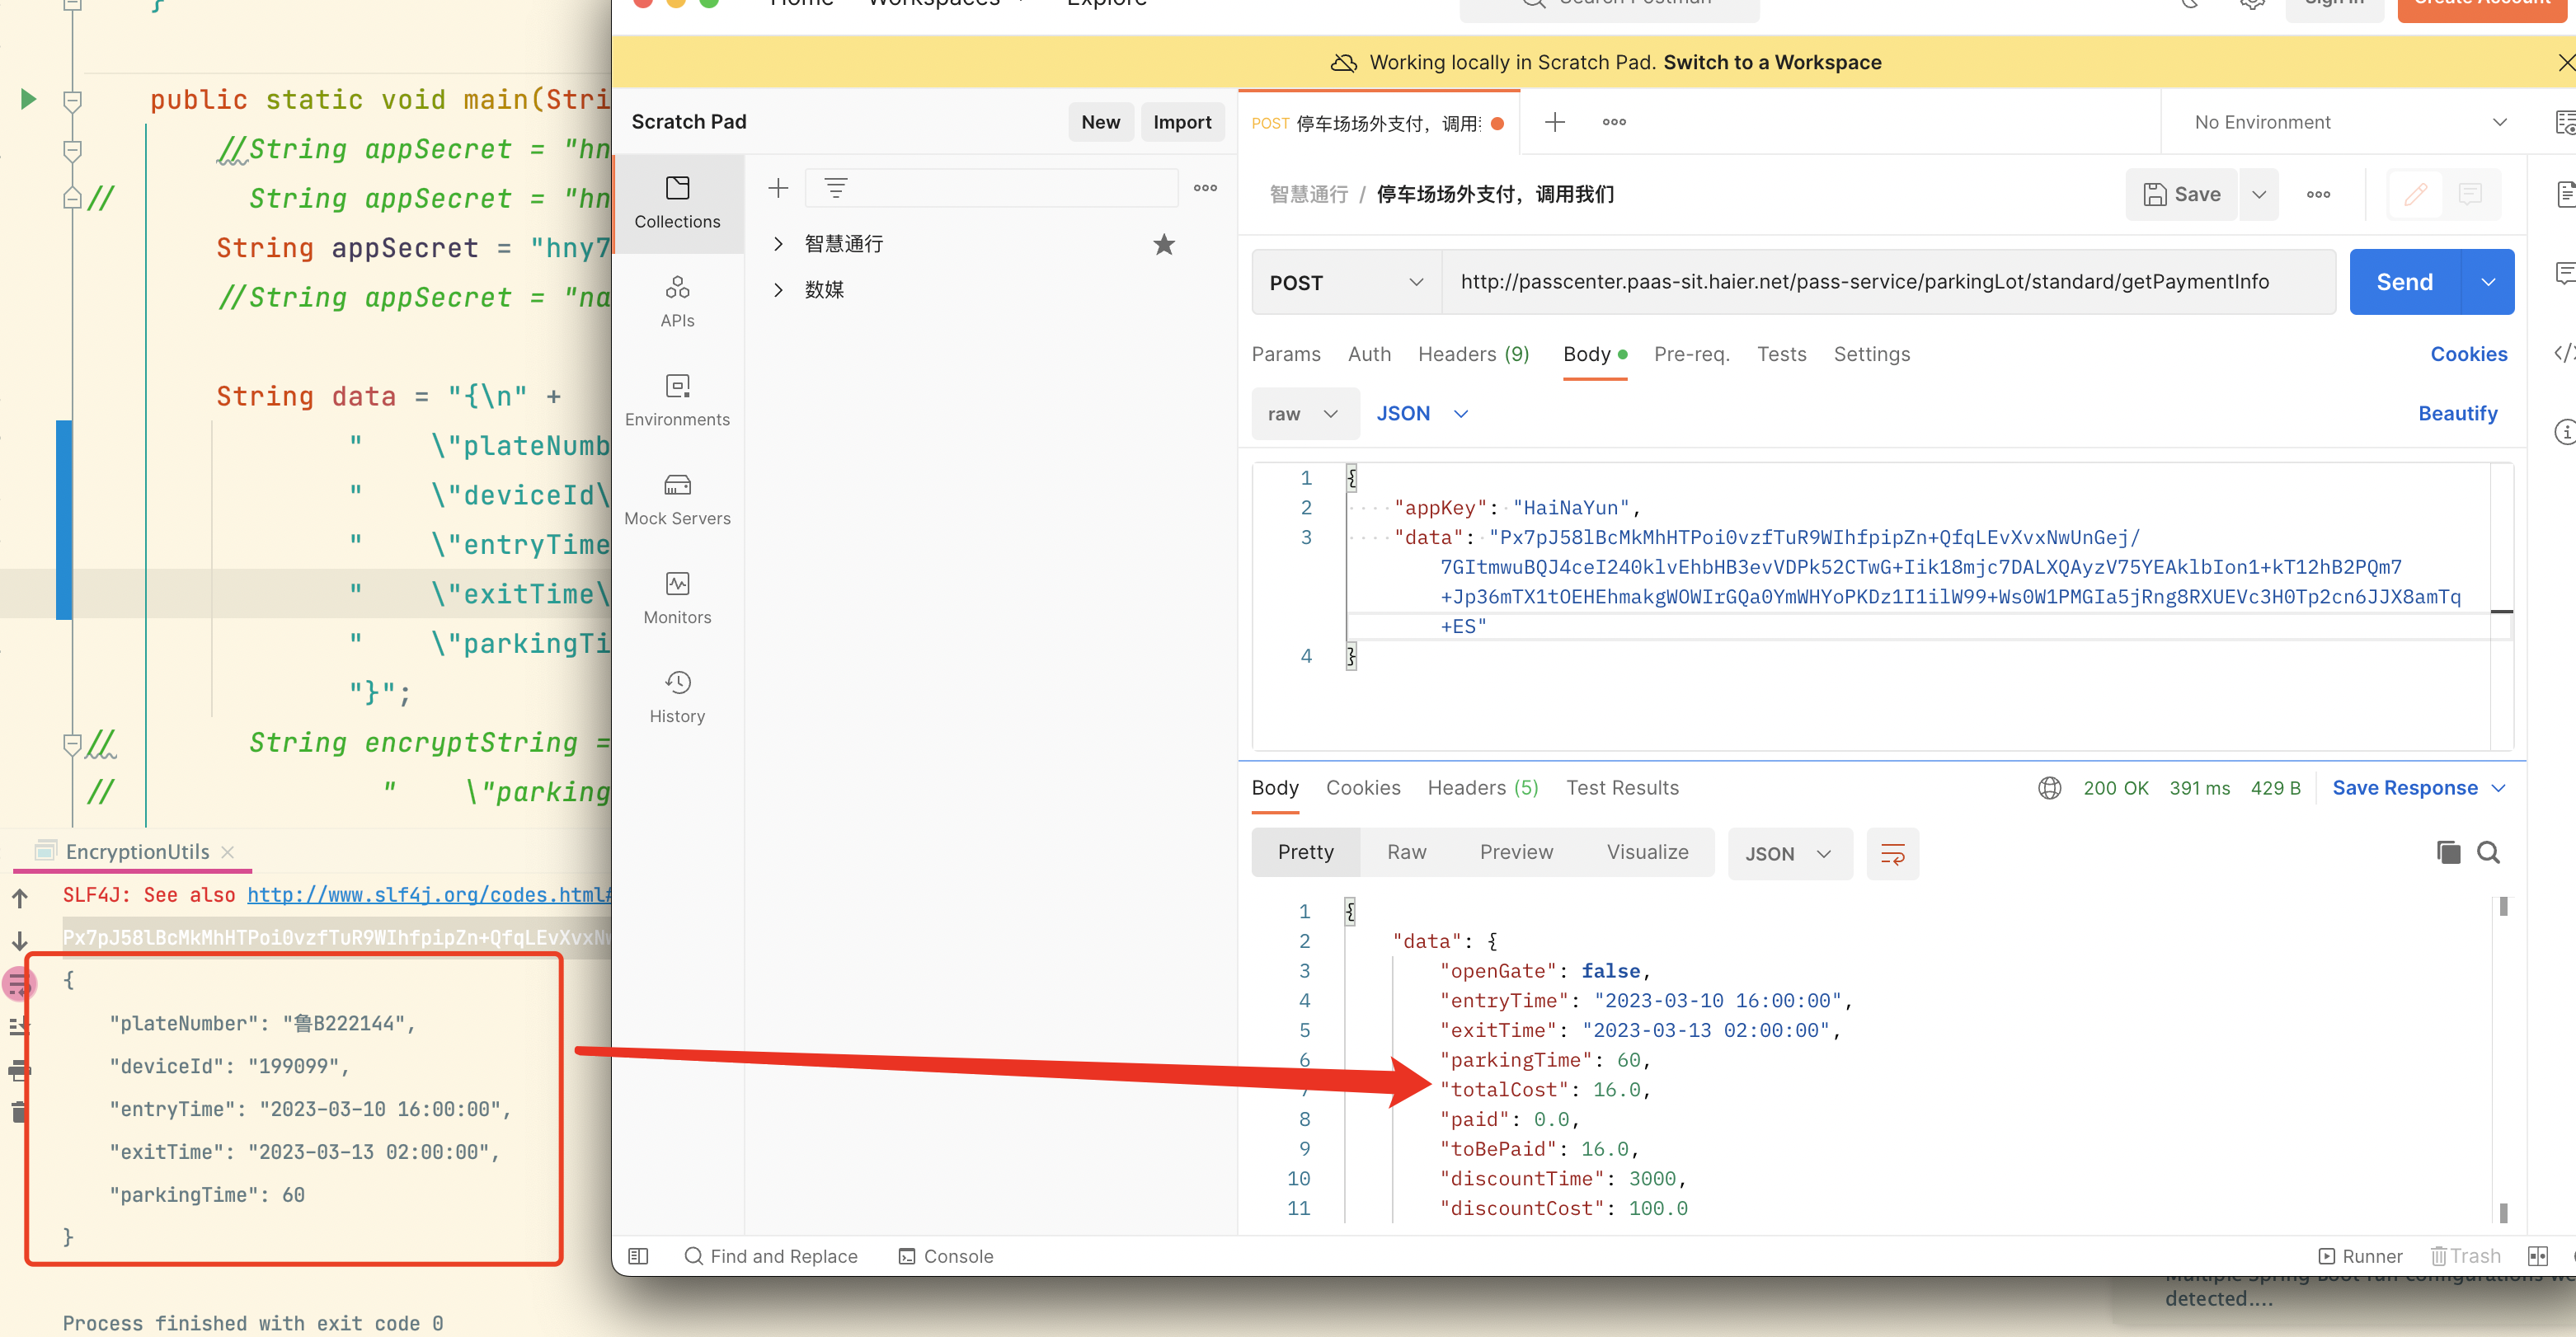 }
public static void main(Stri
//String appSecret = "hn
// String appSecret = "hn
String appSecret = "hny7
//String appSecret = "na
String data = "{\n" +
" \"plateNumb
" \"deviceId\
" \"entryTime
" \"exitTime\
" \"parkingTi
"}";
// String encryptString =
// " \"parking
EncryptionUtils
SLF4J: See also http://www.slf4j.org/codes.html#
Px7pJ58lBcMkMhHTPoi0vzfTuR9WIhfpipZn+QfqLEvXvxNw
{
"plateNumber": "鲁B222144",
"deviceId": "199099",
"entryTime": "2023-03-10 16:00:00",
"exitTime": "2023-03-13 02:00:00",
"parkingTime": 60
}
Process finished with exit code 0
Home Workspaces Explore
Search Postman
Sign In
Create Account
Working locally in Scratch Pad. Switch to a Workspace
Scratch Pad
New
Import
Collections
APIs
Environments
Mock Servers
Monitors
History
智慧通行
数媒
POST 停车场场外支付，调用
No Environment
智慧通行 / 停车场场外支付，调用我们
Save
POST
http://passcenter.paas-sit.haier.net/pass-service/parkingLot/standard/getPaymentInfo
Send
Params Auth Headers (9) Body Pre-req. Tests Settings
Cookies
raw JSON
Beautify
1 {
2 "appKey": "HaiNaYun",
3 "data": "Px7pJ58lBcMkMhHTPoi0vzfTuR9WIhfpipZn+QfqLEvXvxNwUnGej/
7GItmwuBQJ4ceI240klvEhbHB3evVDPk52CTwG+Iik18mjc7DALXQAyzV75YEAklbIon1+kT12hB2PQm7
+Jp36mTX1tOEHEhmakgWOWIrGQa0YmWHYoPKDz1I1ilW99+Ws0W1PMGIa5jRng8RXUEVc3H0Tp2cn6JJX8amTq
+ES"
4 }
Body Cookies Headers (5) Test Results
200 OK 391 ms 429 B Save Response
Pretty Raw Preview Visualize JSON
1 {
2 "data": {
3 "openGate": false,
4 "entryTime": "2023-03-10 16:00:00",
5 "exitTime": "2023-03-13 02:00:00",
6 "parkingTime": 60,
7 "totalCost": 16.0,
8 "paid": 0.0,
9 "toBePaid": 16.0,
10 "discountTime": 3000,
11 "discountCost": 100.0
Find and Replace Console
Runner Trash
Multiple Spring Boot run configurations we
detected....